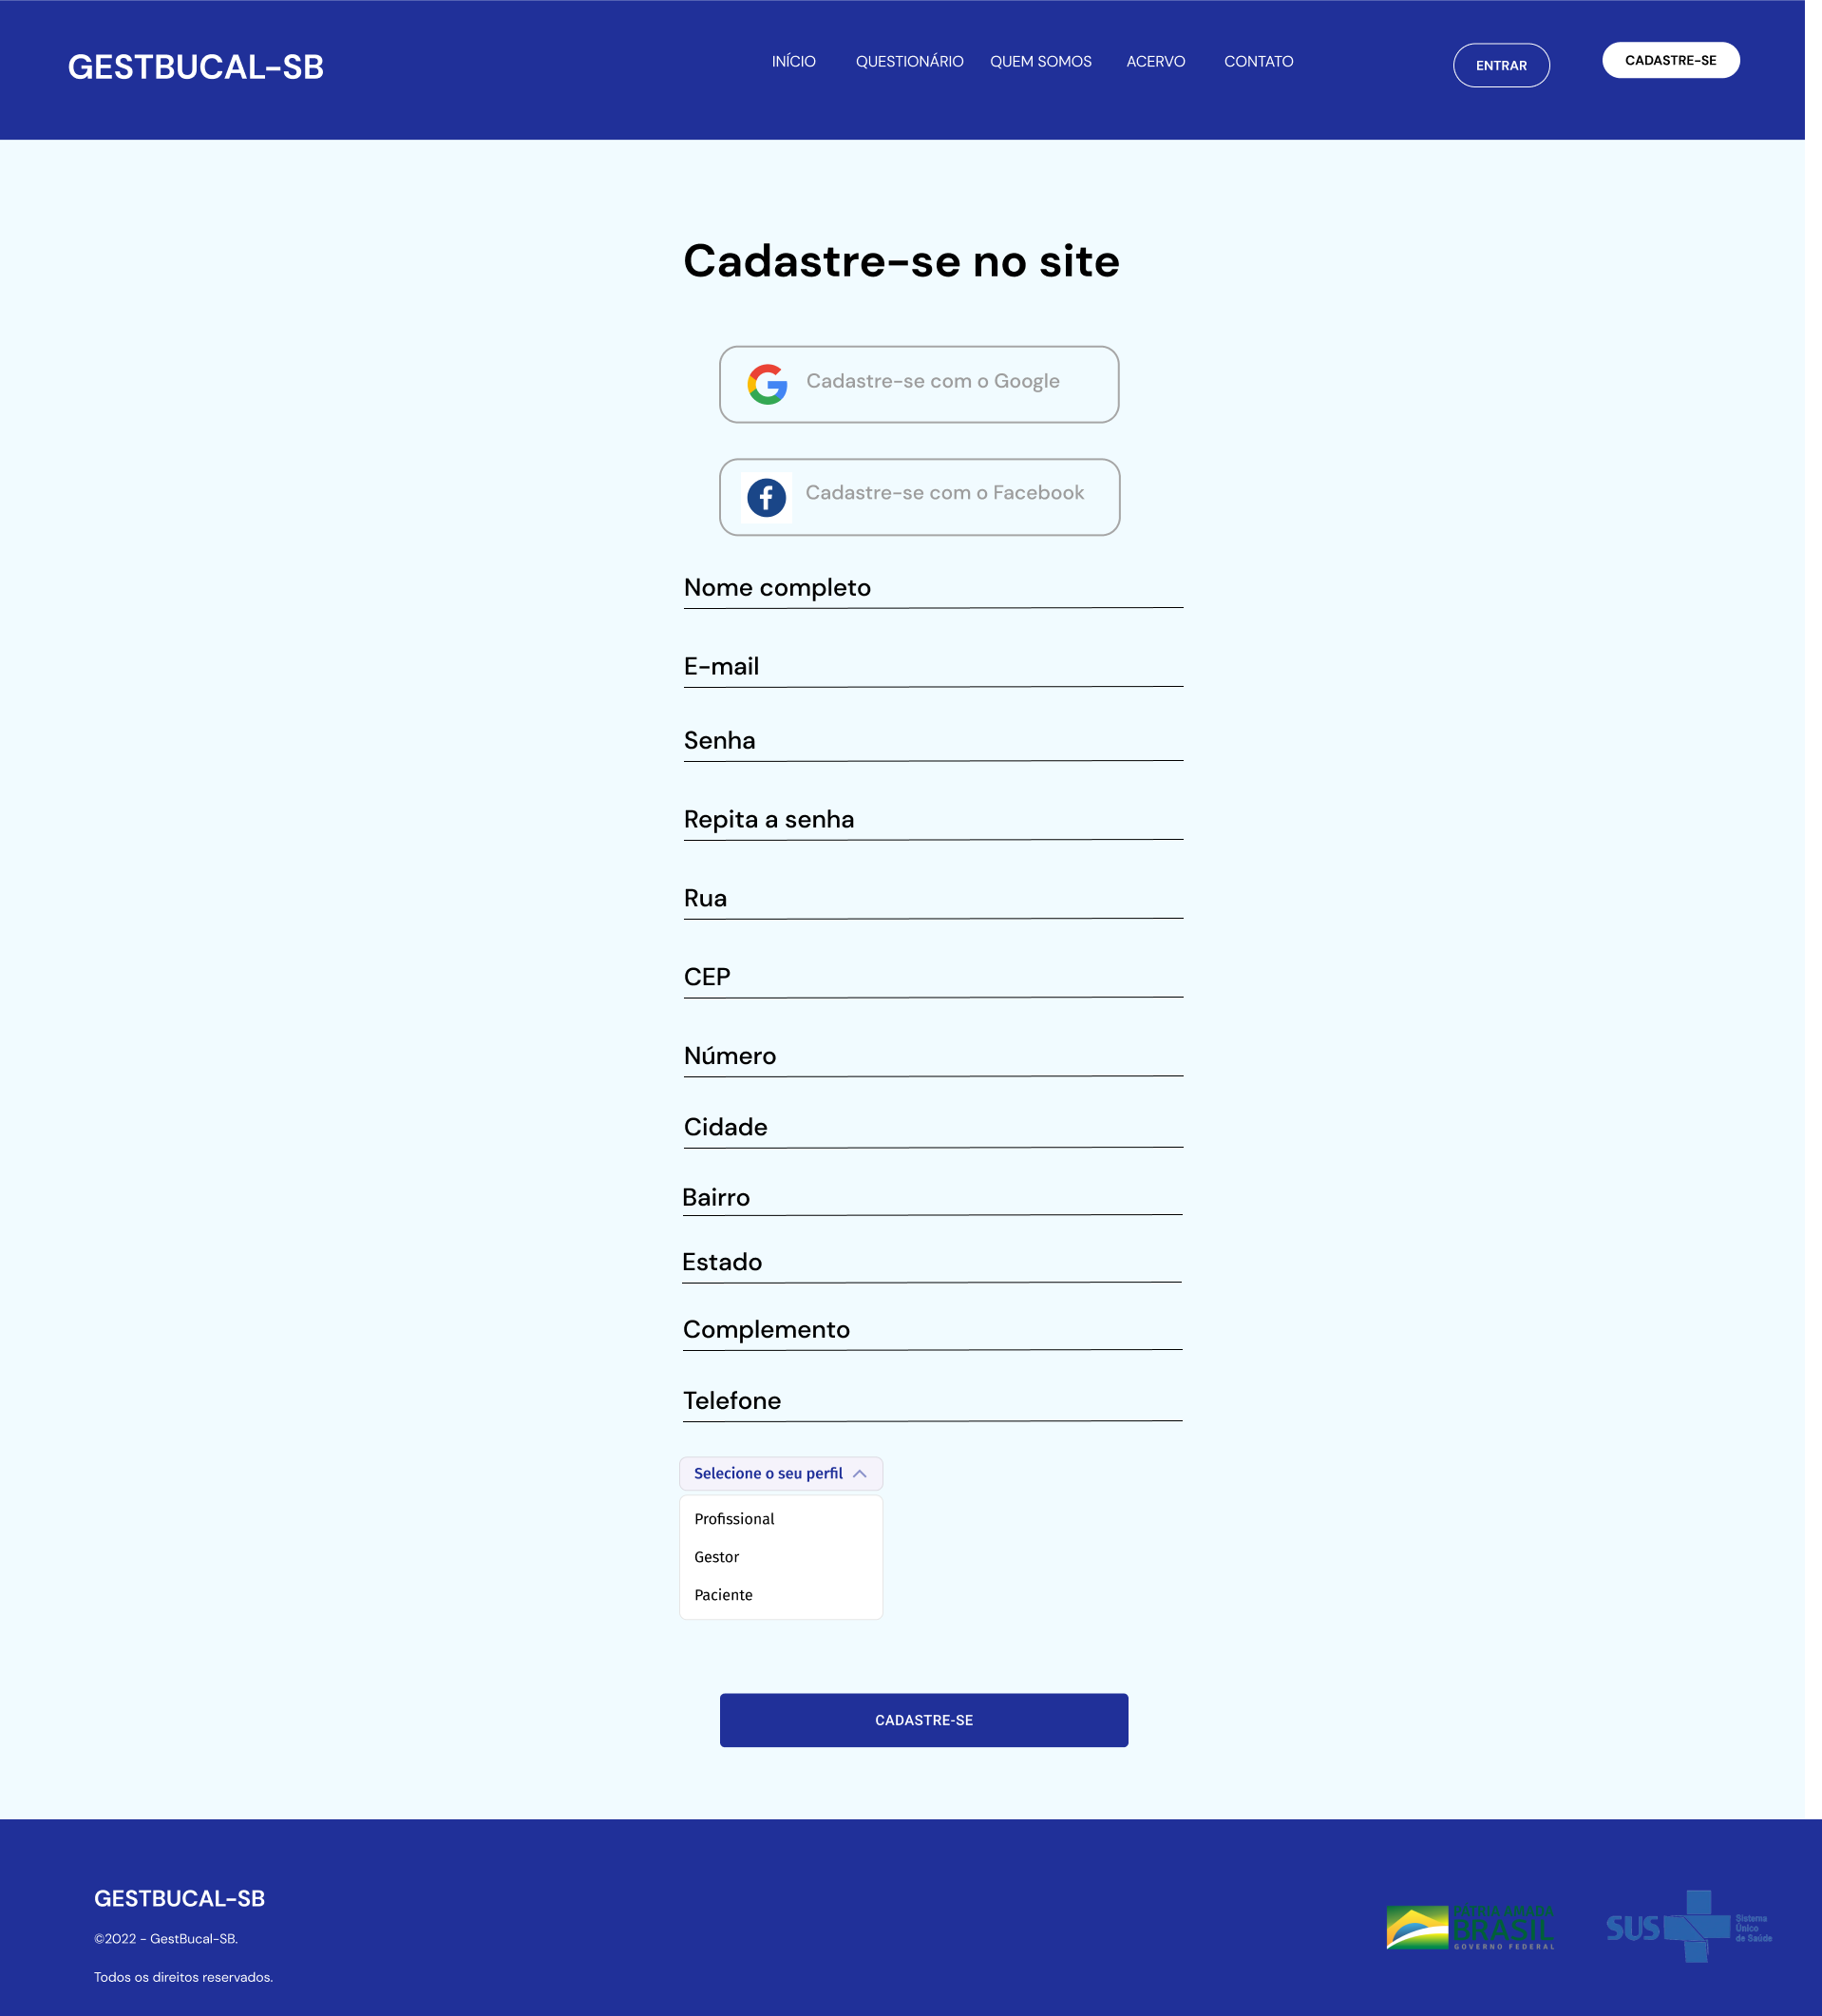 GESTBUCAL-SB
INÍCIO QUESTIONÁRIO QUEM SOMOS ACERVO CONTATO
ENTRAR
CADASTRE-SE
Cadastre-se no site
Cadastre-se com o Google
Cadastre-se com o Facebook
Nome completo
E-mail
Senha
Repita a senha
Rua
CEP
Número
Cidade
Bairro
Estado
Complemento
Telefone
Selecione o seu perfil
Profissional
Gestor
Paciente
CADASTRE-SE
GESTBUCAL-SB
©2022 - GestBucal-SB.
Todos os direitos reservados.
PÁTRIA AMADA
BRASIL
GOVERNO FEDERAL
SUS
Sistema
Único
de Saúde